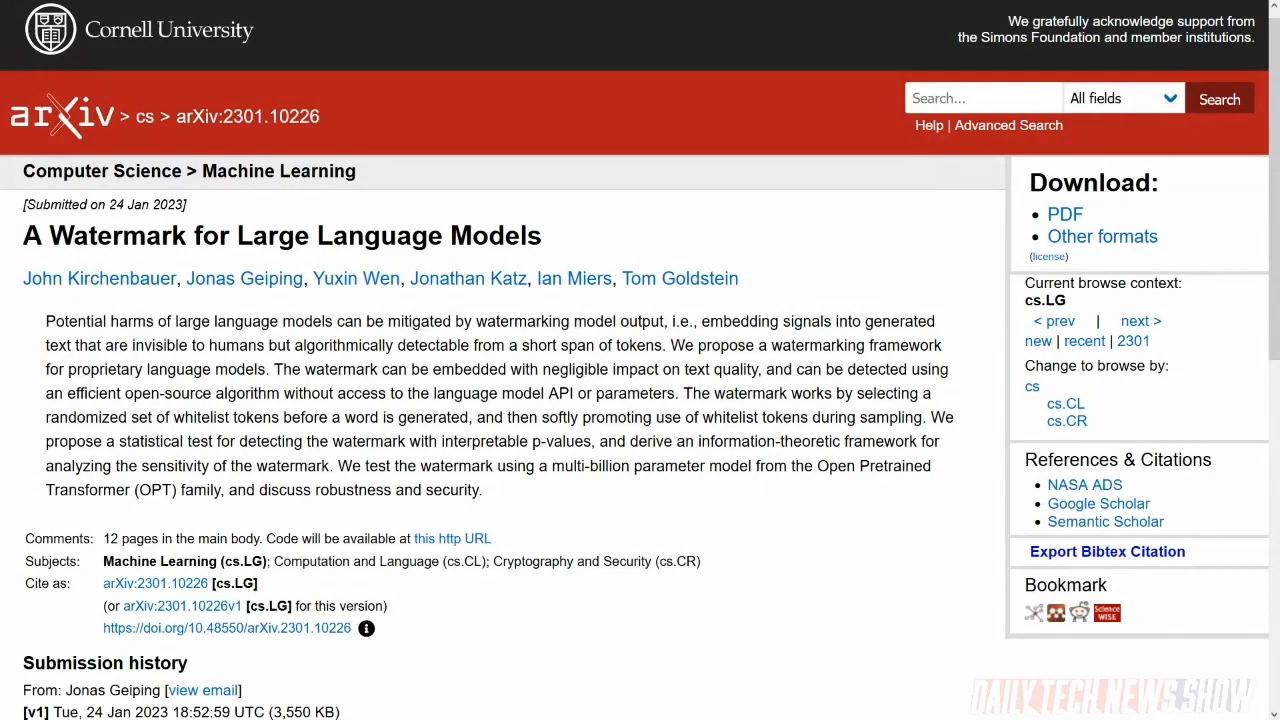 Cornell University
We gratefully acknowledge support from
the Simons Foundation and member institutions.
arXiv > cs > arXiv:2301.10226
Search...
All fields
Search
Help | Advanced Search
Computer Science > Machine Learning
[Submitted on 24 Jan 2023]
A Watermark for Large Language Models
John Kirchenbauer, Jonas Geiping, Yuxin Wen, Jonathan Katz, Ian Miers, Tom Goldstein
Potential harms of large language models can be mitigated by watermarking model output, i.e., embedding signals into generated
text that are invisible to humans but algorithmically detectable from a short span of tokens. We propose a watermarking framework
for proprietary language models. The watermark can be embedded with negligible impact on text quality, and can be detected using
an efficient open-source algorithm without access to the language model API or parameters. The watermark works by selecting a
randomized set of whitelist tokens before a word is generated, and then softly promoting use of whitelist tokens during sampling. We
propose a statistical test for detecting the watermark with interpretable p-values, and derive an information-theoretic framework for
analyzing the sensitivity of the watermark. We test the watermark using a multi-billion parameter model from the Open Pretrained
Transformer (OPT) family, and discuss robustness and security.
Comments: 12 pages in the main body. Code will be available at this http URL
Subjects: Machine Learning (cs.LG); Computation and Language (cs.CL); Cryptography and Security (cs.CR)
Cite as: arXiv:2301.10226 [cs.LG]
(or arXiv:2301.10226v1 [cs.LG] for this version)
https://doi.org/10.48550/arXiv.2301.10226
Submission history
From: Jonas Geiping [view email]
[v1] Tue, 24 Jan 2023 18:52:59 UTC (3,550 KB)
Download:
PDF
Other formats
(license)
Current browse context:
cs.LG
< prev | next >
new | recent | 2301
Change to browse by:
cs
cs.CL
cs.CR
References & Citations
NASA ADS
Google Scholar
Semantic Scholar
Export Bibtex Citation
Bookmark
Science
WISE
DAILY TECH NEWS SHOW